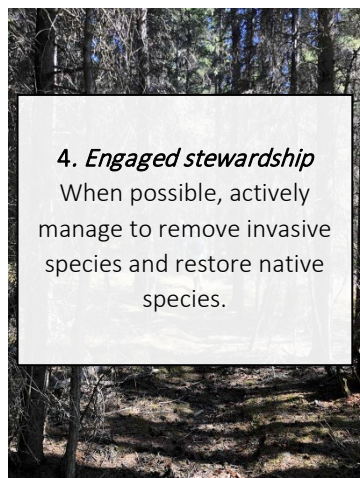 4. Engaged stewardship
When possible, actively
manage to remove invasive
species and restore native
species.